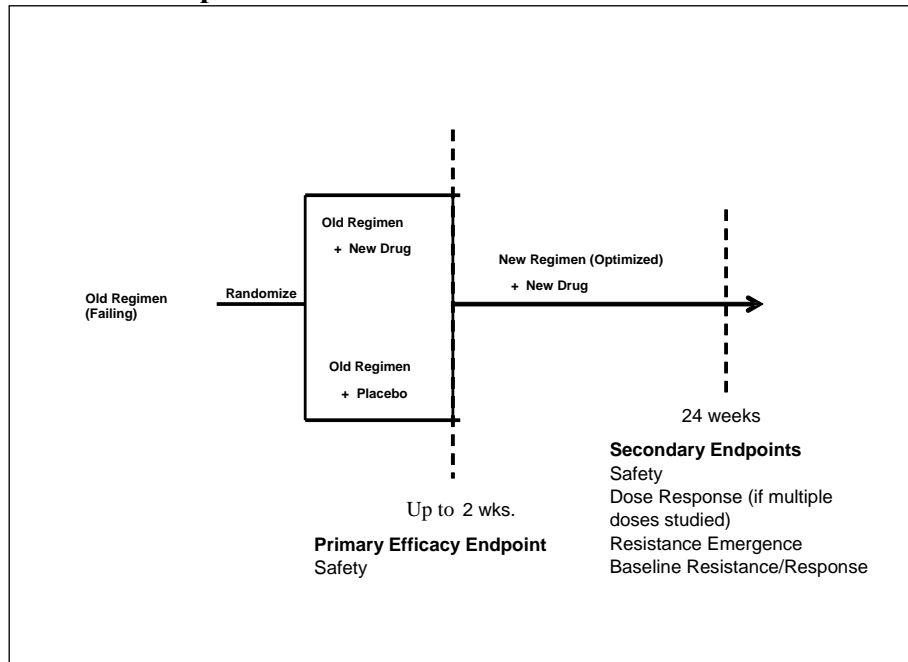 Old Regimen
+ New Drug
New Regimen (Optimized)
+ New Drug
Old Regimen
(Failing)
Randomize
Old Regimen
+ Placebo
24 weeks
Secondary Endpoints
Safety
Dose Response (if multiple
doses studied)
Resistance Emergence
Baseline Resistance/Response
Up to 2 wks.
Primary Efficacy Endpoint
Safety